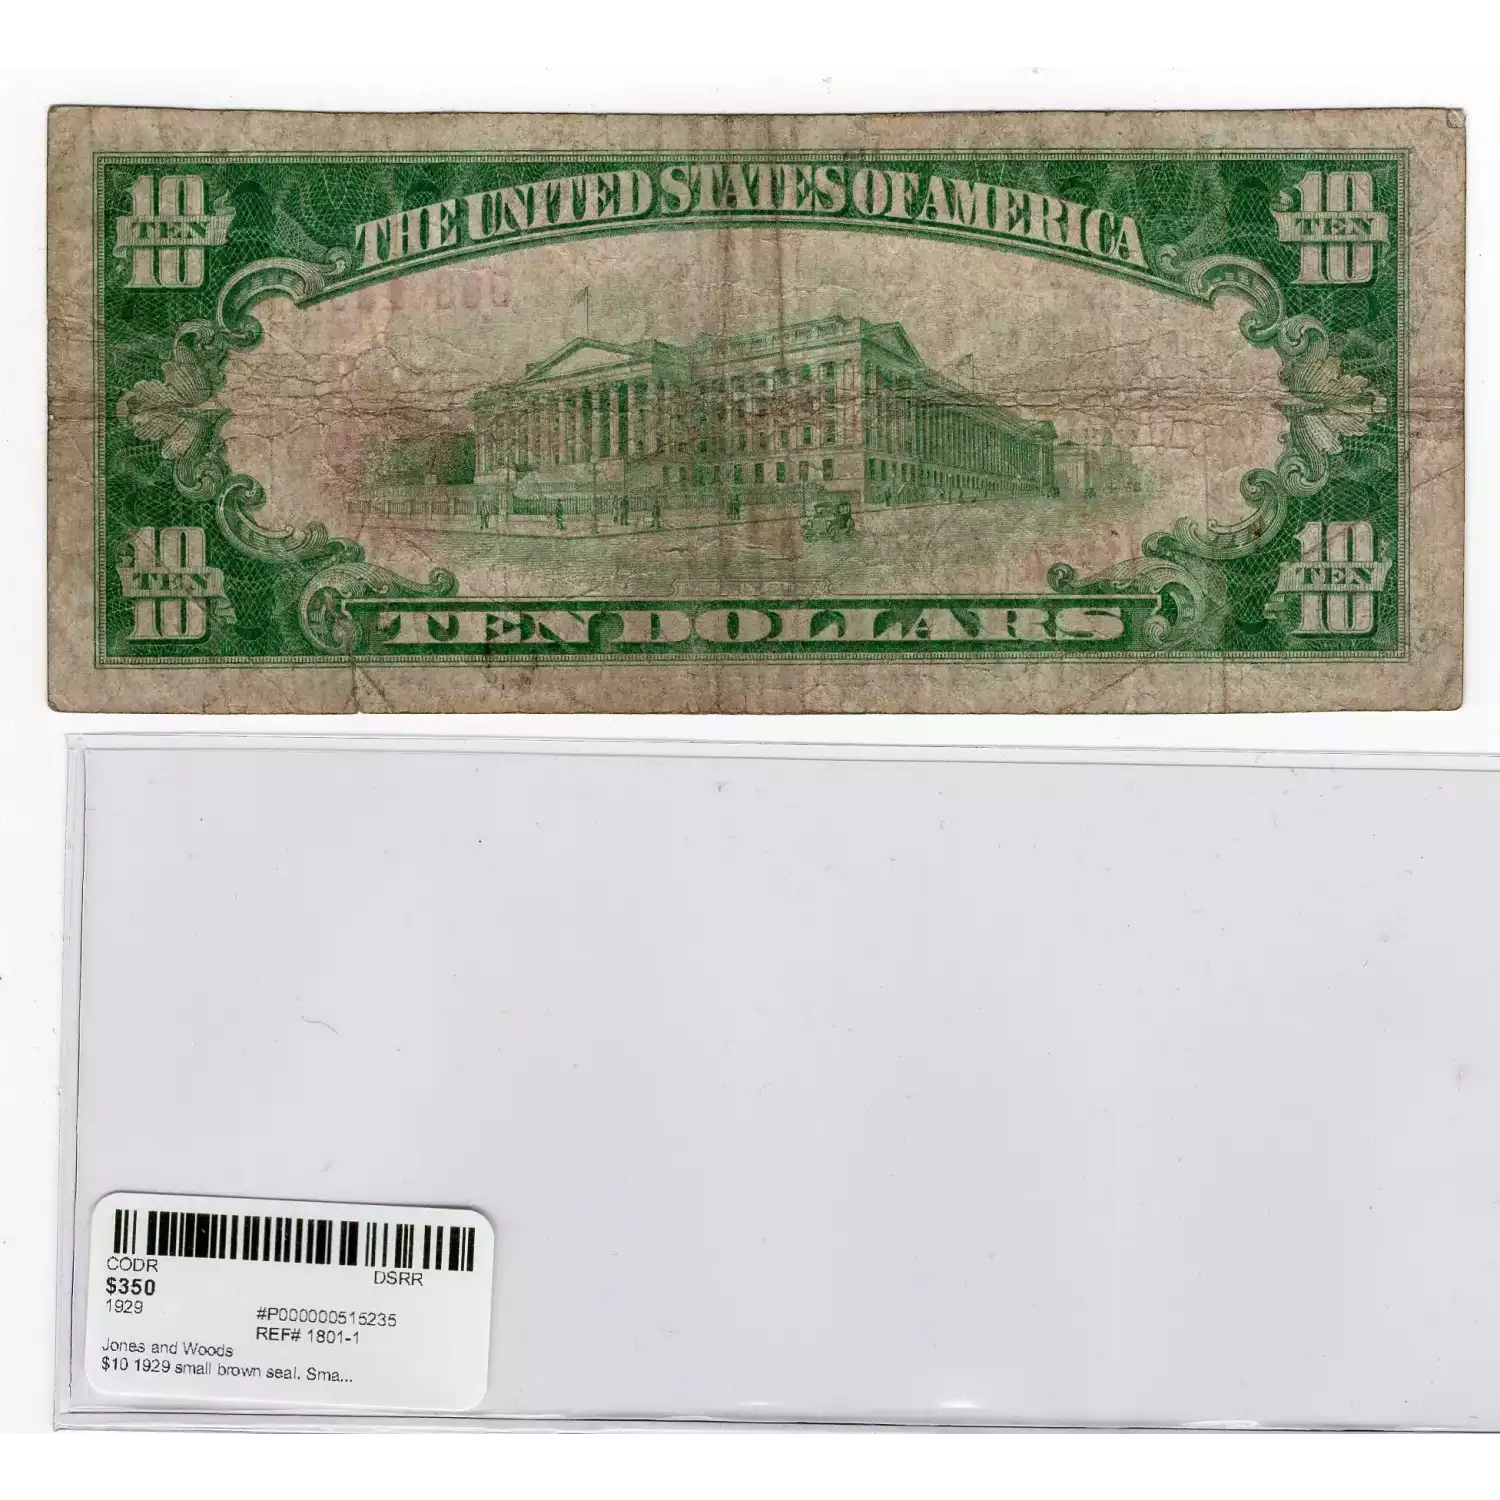 10 TEN 10
THE UNITED STATES OF AMERICA
10 TEN 10
10 TEN 10
TEN DOLLARS
10 TEN 10
CODR
DSRR
$350
1929
#P000000515235
REF# 1801-1
Jones and Woods
$10 1929 small brown seal. Sma...